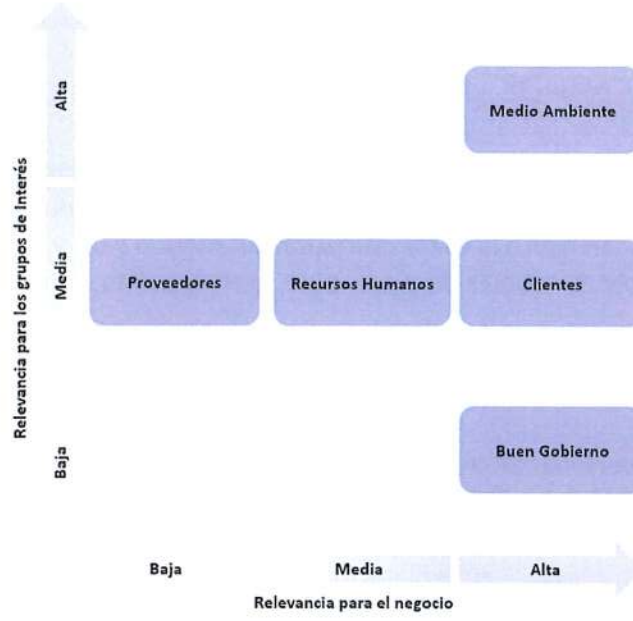 Relevancia para los grupos de Interés
Alta
Medio Ambiente
Media
Proveedores
Recursos Humanos
Clientes
Baja
Buen Gobierno
Baja
Media
Alta
Relevancia para el negocio